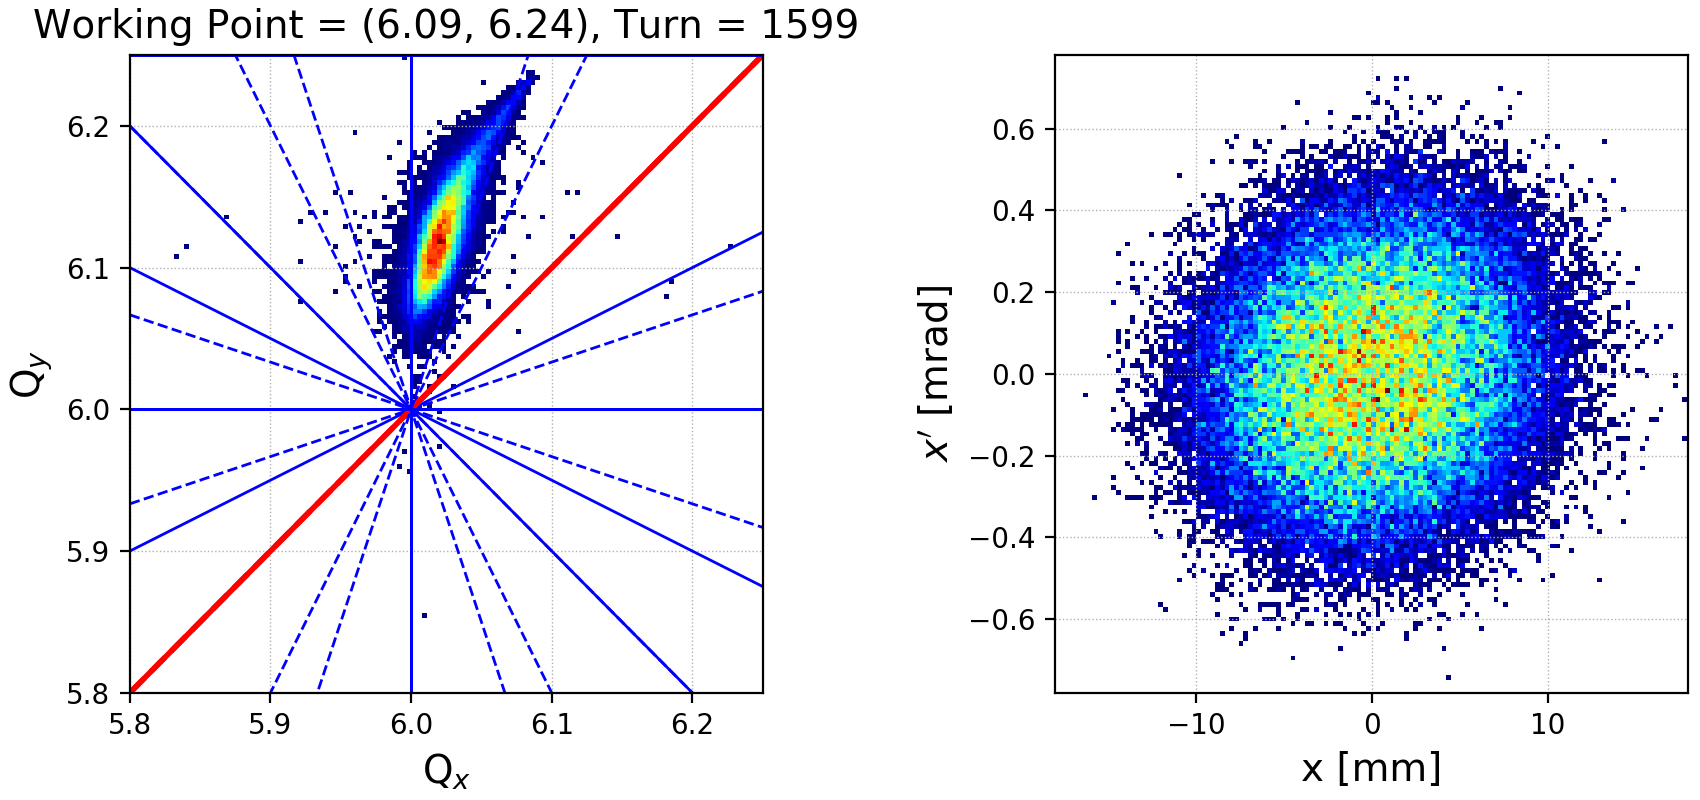 Working Point = (6.09, 6.24), Turn = 1599
6.2
6.1
6.0
5.9
5.8
Q_y
5.8 5.9 6.0 6.1 6.2
Q_x
0.6
0.4
0.2
0.0
−0.2
−0.4
−0.6
x′ [mrad]
−10 0 10
x [mm]